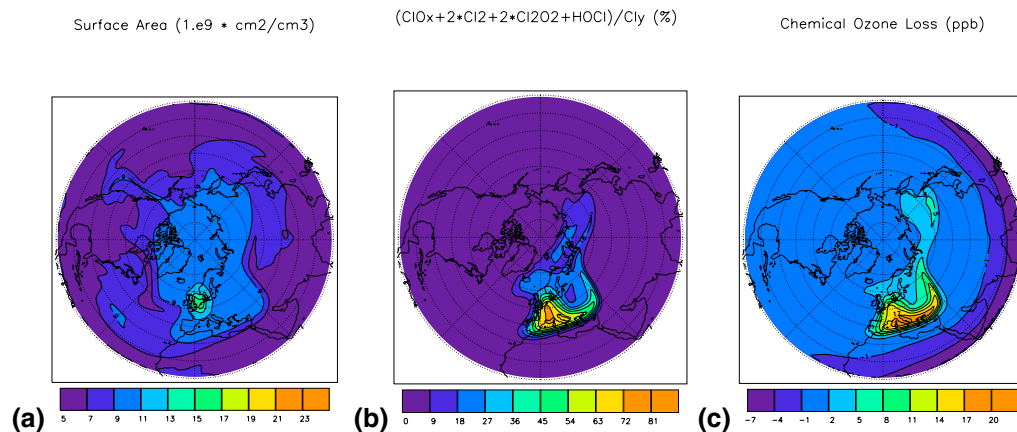 Surface Area (1.e9 * cm2/cm3)
(ClOx+2*Cl2+2*Cl2O2+HOCl)/Cly (%)
Chemical Ozone Loss (ppb)
(a)
5 7 9 11 13 15 17 19 21 23
(b)
0 9 18 27 36 45 54 63 72 81
(c)
-7 -4 -1 2 5 8 11 14 17 20